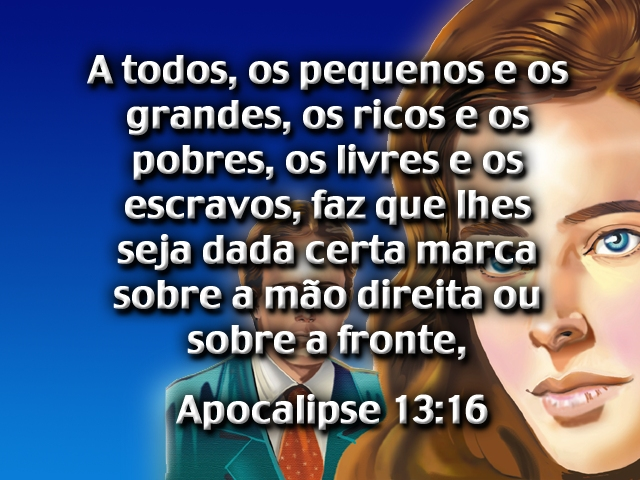 A todos, os pequenos e os
grandes, os ricos e os
pobres, os livres e os
escravos, faz que lhes
seja dada certa marca
sobre a mão direita ou
sobre a fronte,
Apocalipse 13:16